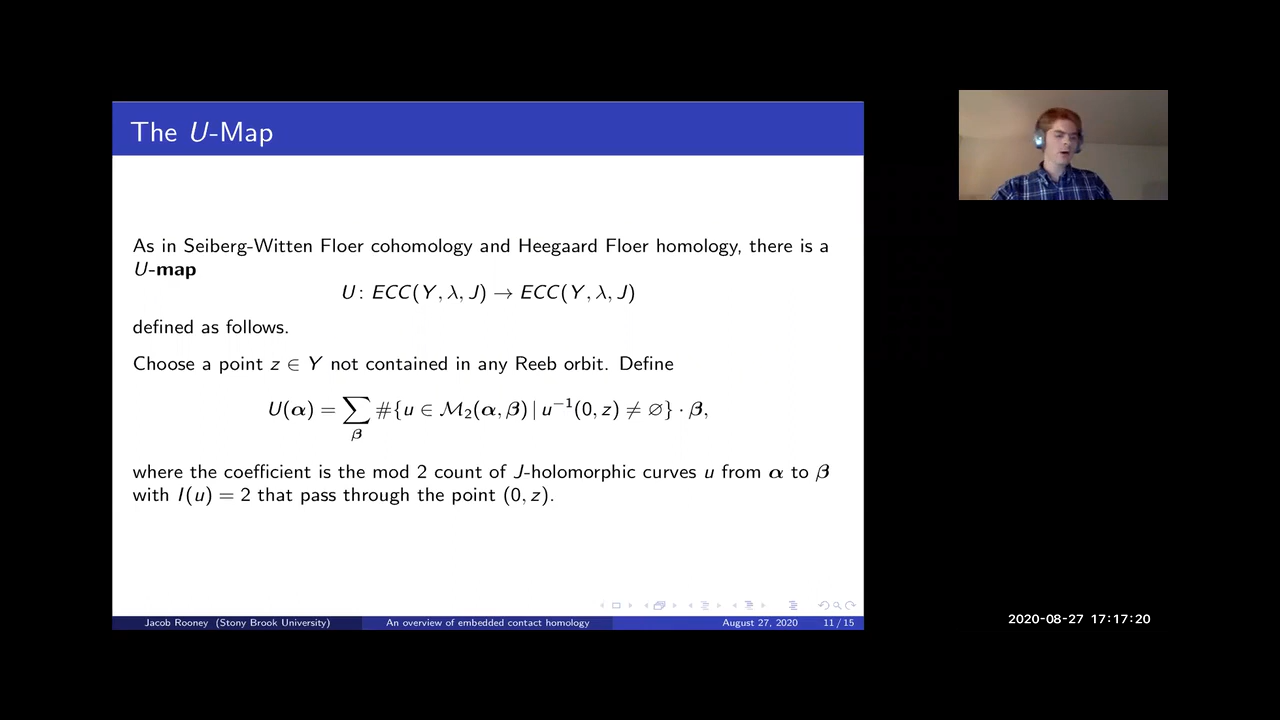 The U-Map
As in Seiberg-Witten Floer cohomology and Heegaard Floer homology, there is a
U-map
U: ECC(Y, λ, J) → ECC(Y, λ, J)
defined as follows.
Choose a point z ∈ Y not contained in any Reeb orbit. Define
U(α) = ∑_β #{u ∈ M₂(α, β) | u⁻¹(0, z) ≠ ∅} · β,
where the coefficient is the mod 2 count of J-holomorphic curves u from α to β
with I(u) = 2 that pass through the point (0, z).
Jacob Rooney (Stony Brook University) An overview of embedded contact homology August 27, 2020 11 / 15
2020-08-27 17:17:20